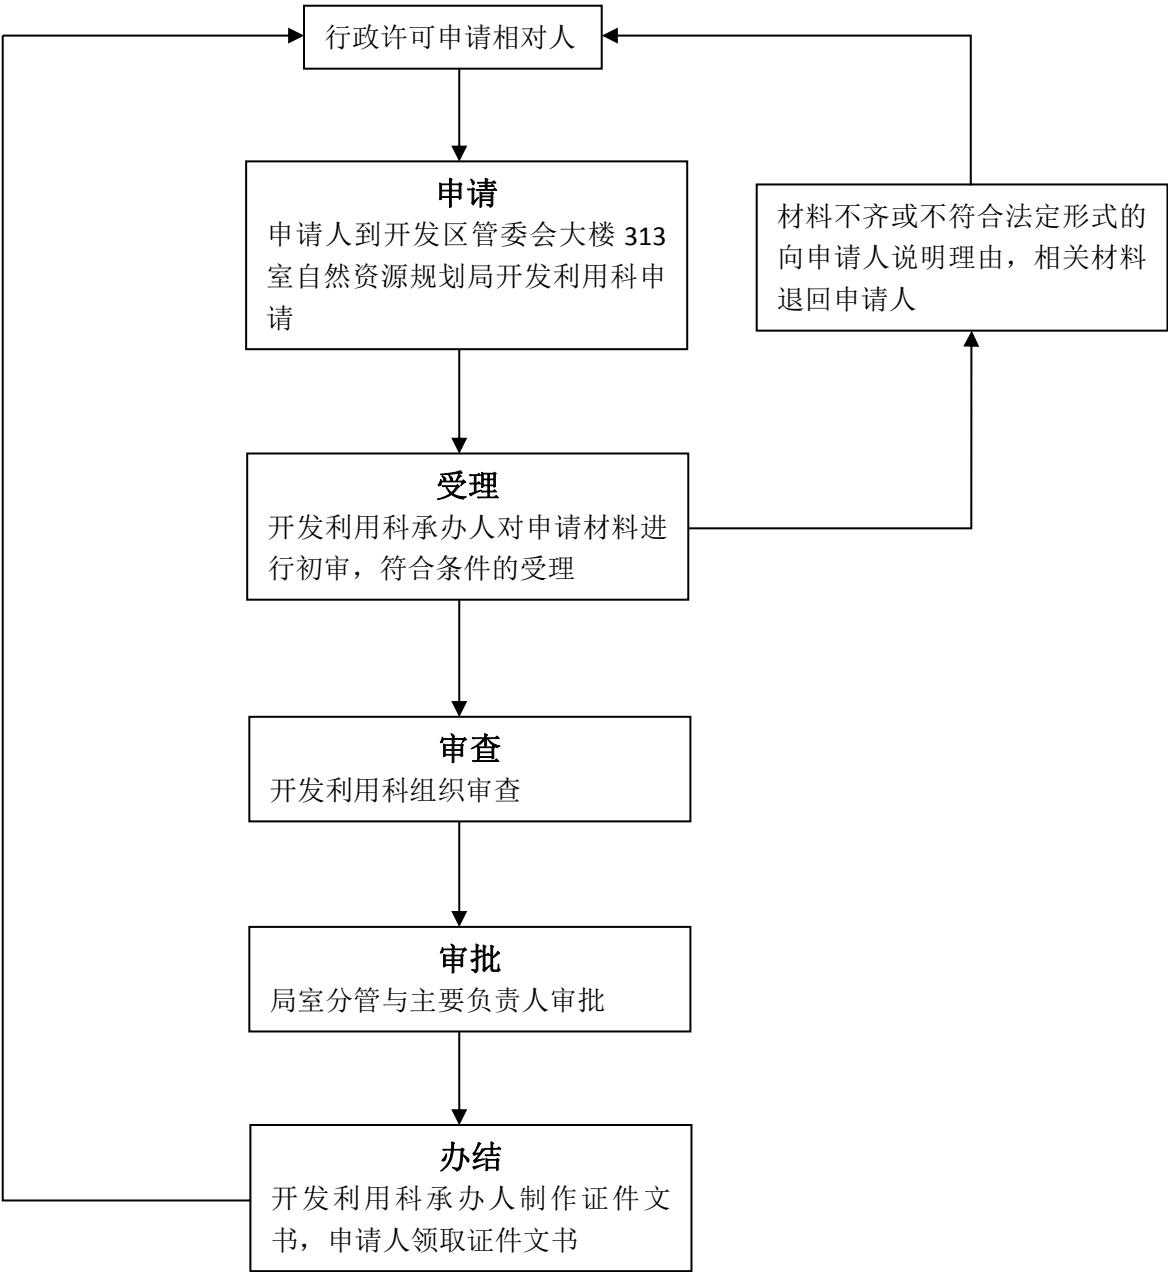 行政许可申请相对人
申请
申请人到开发区管委会大楼 313
室自然资源规划局开发利用科申
请
材料不齐或不符合法定形式的
向申请人说明理由，相关材料
退回申请人
受理
开发利用科承办人对申请材料进
行初审，符合条件的受理
审查
开发利用科组织审查
审批
局室分管与主要负责人审批
办结
开发利用科承办人制作证件文
书，申请人领取证件文书